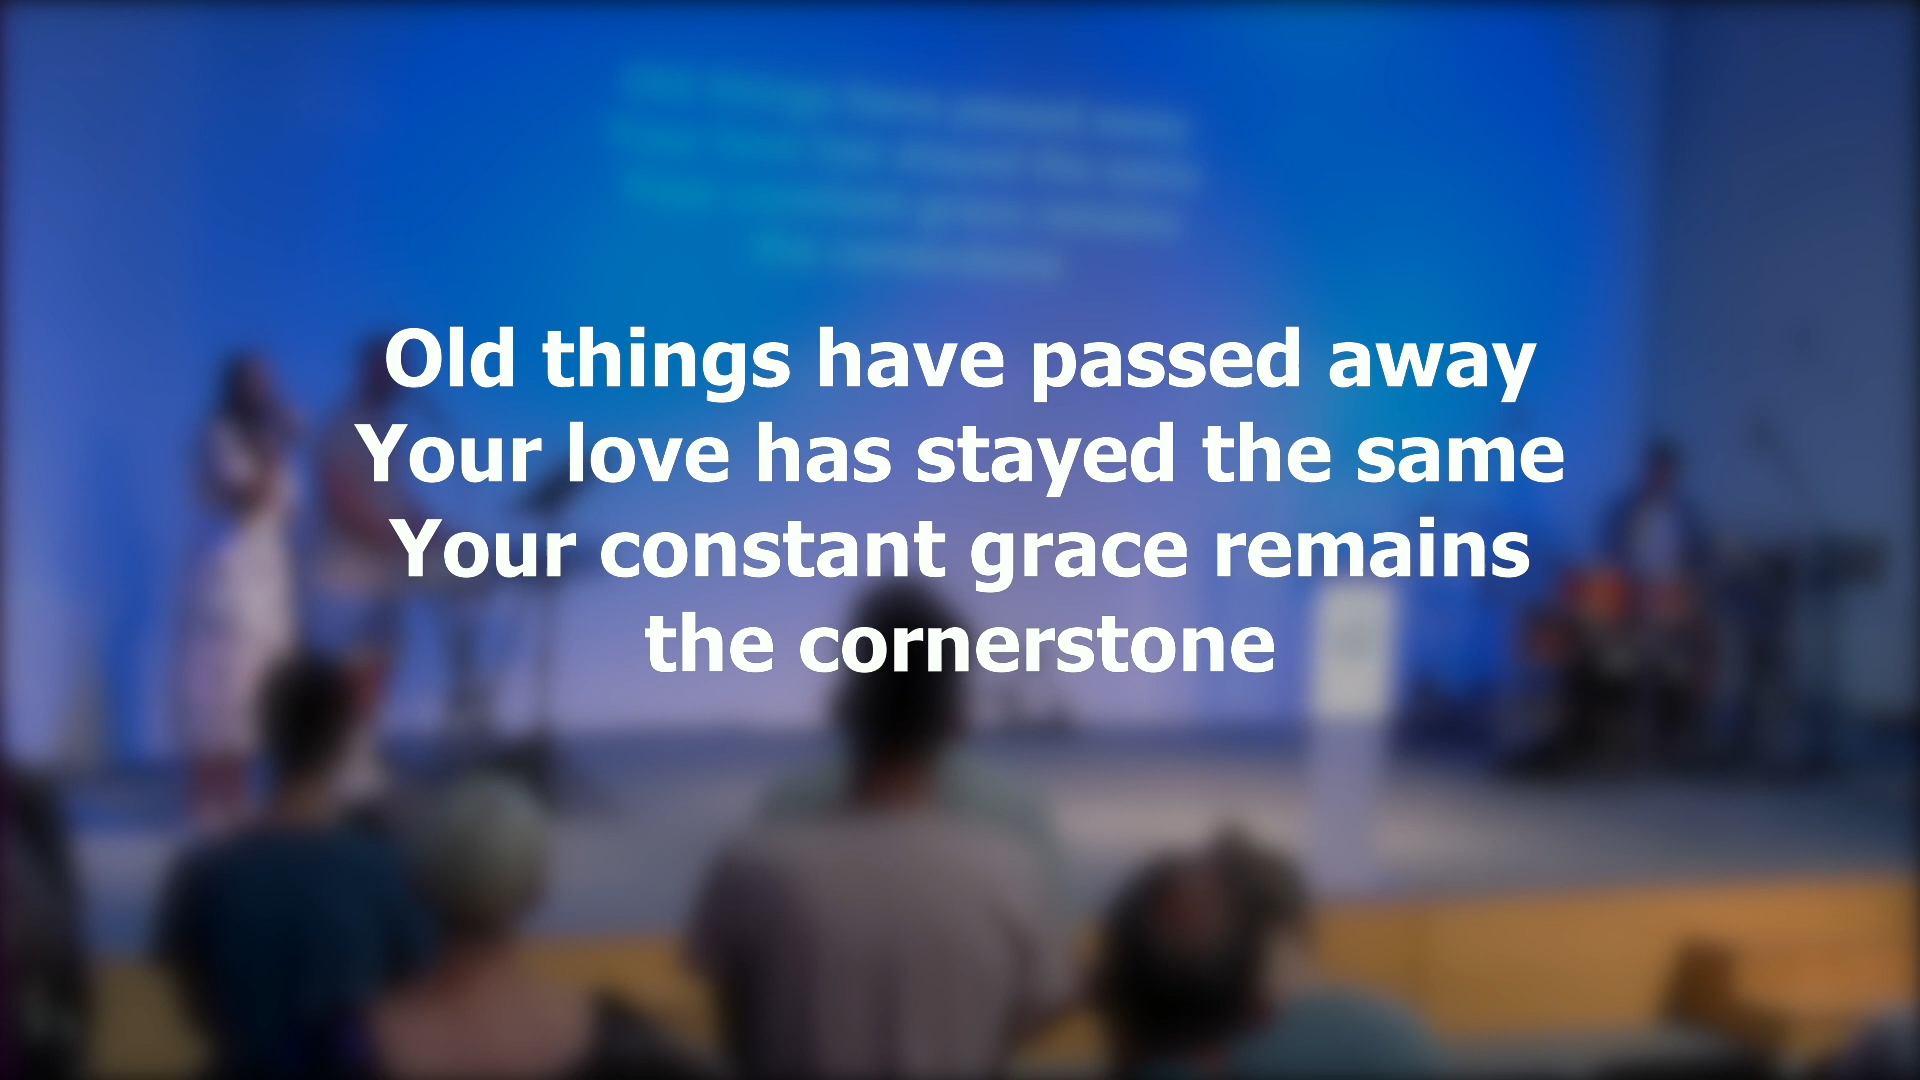 Old things have passed away
Your love has stayed the same
Your constant grace remains
the cornerstone